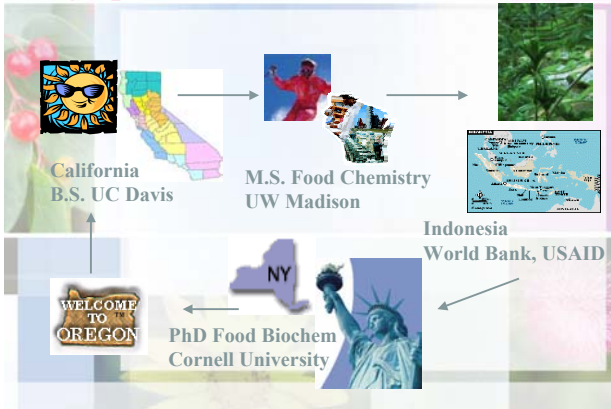 California
B.S. UC Davis
M.S. Food Chemistry
UW Madison
Indonesia
World Bank, USAID
NY
PhD Food Biochem
Cornell University
WELCOME
TO
OREGON